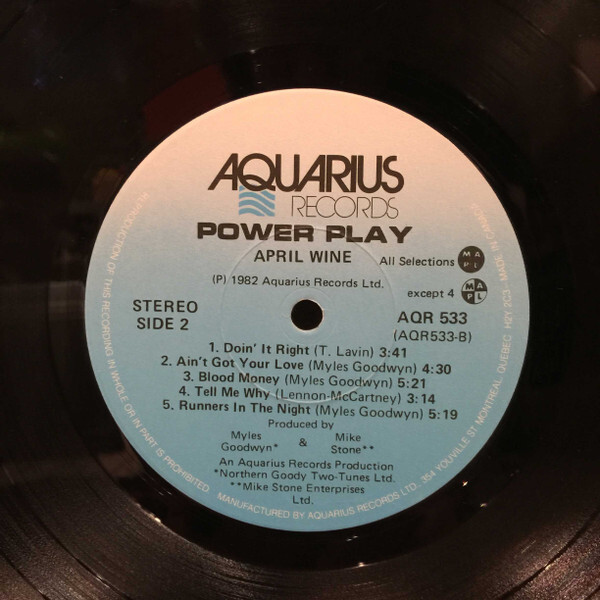 AQUARIUS
RECORDS
POWER PLAY
APRIL WINE
All Selections M A P L
(P) 1982 Aquarius Records Ltd.
except 4 M A P L
STEREO
SIDE 2
AQR 533
(AQR533-B)
1. Doin' It Right (T. Lavin) 3:41
2. Ain't Got Your Love (Myles Goodwyn) 4:30
3. Blood Money (Myles Goodwyn) 5:21
4. Tell Me Why (Lennon-McCartney) 3:14
5. Runners In The Night (Myles Goodwyn) 5:19
Produced by
Myles Goodwyn* & Mike Stone**
An Aquarius Records Production
*Northern Goody Two-Tunes Ltd.
**Mike Stone Enterprises
Ltd.
REPRODUCTION OF THIS RECORDING IN WHOLE OR IN PART IS PROHIBITED. MANUFACTURED BY AQUARIUS RECORDS LTD. 354 YOUVILLE ST MONTREAL QUEBEC H2Y 2C3 - MADE IN CANADA